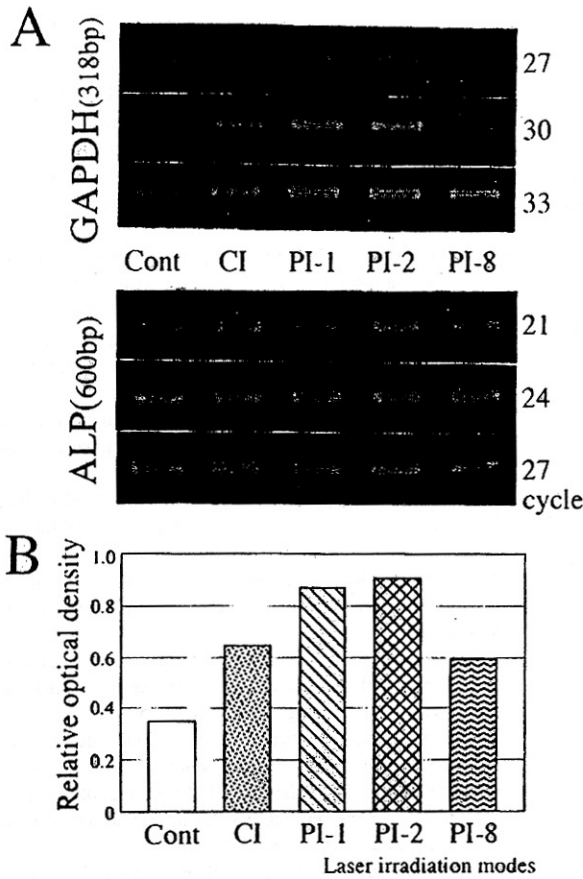 A
GAPDH(318bp)
27
30
33
Cont CI PI-1 PI-2 PI-8
ALP(600bp)
21
24
27
cycle
B
Relative optical density
1.0
0.8
0.6
0.4
0.2
0
Cont CI PI-1 PI-2 PI-8
Laser irradiation modes